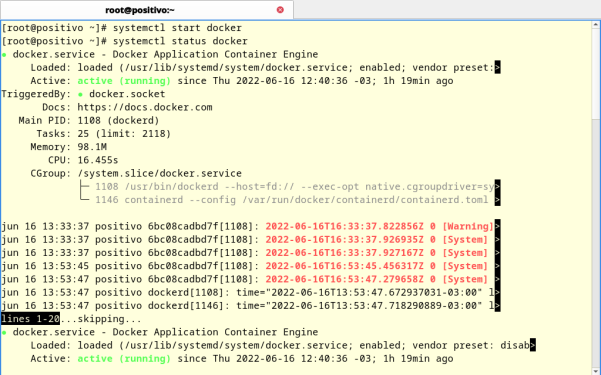 root@positivo:~
[root@positivo ~]# systemctl start docker
[root@positivo ~]# systemctl status docker
● docker.service - Docker Application Container Engine
Loaded: loaded (/usr/lib/systemd/system/docker.service; enabled; vendor preset:>
Active: active (running) since Thu 2022-06-16 12:40:36 -03; 1h 19min ago
TriggeredBy: ● docker.socket
Docs: https://docs.docker.com
Main PID: 1108 (dockerd)
Tasks: 25 (limit: 2118)
Memory: 98.1M
CPU: 16.455s
CGroup: /system.slice/docker.service
├─ 1108 /usr/bin/dockerd --host=fd:// --exec-opt native.cgroupdriver=sy>
└─ 1146 containerd --config /var/run/docker/containerd/containerd.toml >
jun 16 13:33:37 positivo 6bc08cadbd7f[1108]: 2022-06-16T16:33:37.822856Z 0 [Warning]>
jun 16 13:33:37 positivo 6bc08cadbd7f[1108]: 2022-06-16T16:33:37.926935Z 0 [System] >
jun 16 13:33:37 positivo 6bc08cadbd7f[1108]: 2022-06-16T16:33:37.927167Z 0 [System] >
jun 16 13:53:45 positivo 6bc08cadbd7f[1108]: 2022-06-16T16:53:45.456317Z 0 [System] >
jun 16 13:53:47 positivo 6bc08cadbd7f[1108]: 2022-06-16T16:53:47.279658Z 0 [System] >
jun 16 13:53:47 positivo dockerd[1108]: time="2022-06-16T13:53:47.672937031-03:00" l>
jun 16 13:53:47 positivo dockerd[1146]: time="2022-06-16T13:53:47.718290889-03:00" l>
lines 1-20...skipping...
● docker.service - Docker Application Container Engine
Loaded: loaded (/usr/lib/systemd/system/docker.service; enabled; vendor preset: disab>
Active: active (running) since Thu 2022-06-16 12:40:36 -03; 1h 19min ago